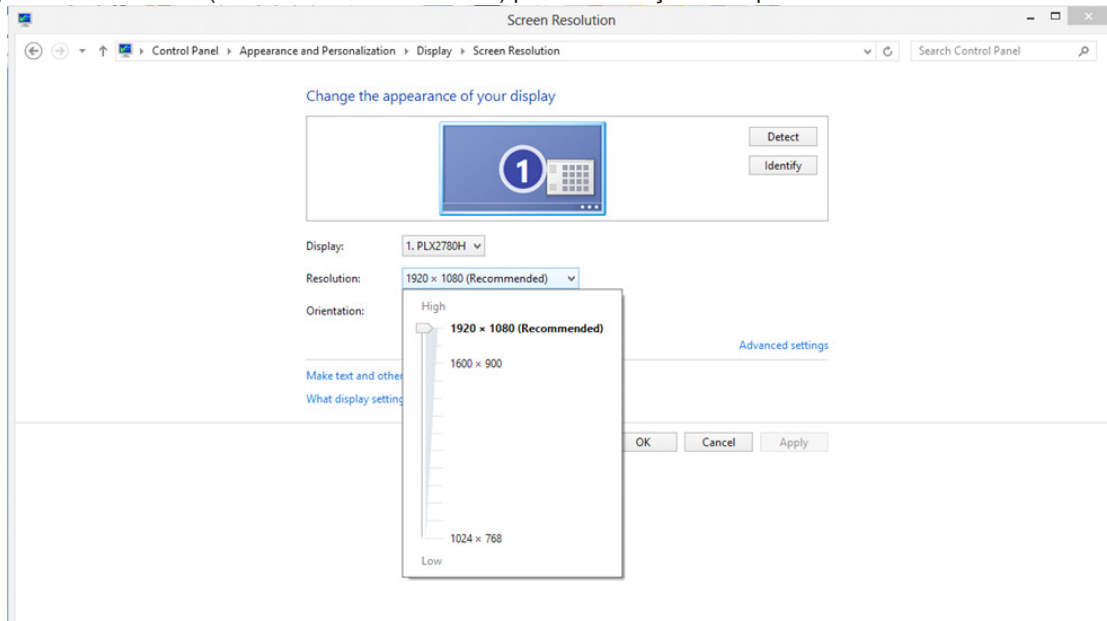 Screen Resolution
Control Panel Appearance and Personalization Display Screen Resolution
Search Control Panel
Change the appearance of your display
1
Detect
Identify
Display:
1. PLX2780H
Resolution:
1920 × 1080 (Recommended)
Orientation:
High
1920 × 1080 (Recommended)
1600 × 900
Advanced settings
Make text and other
What display setting
OK Cancel Apply
1024 × 768
Low